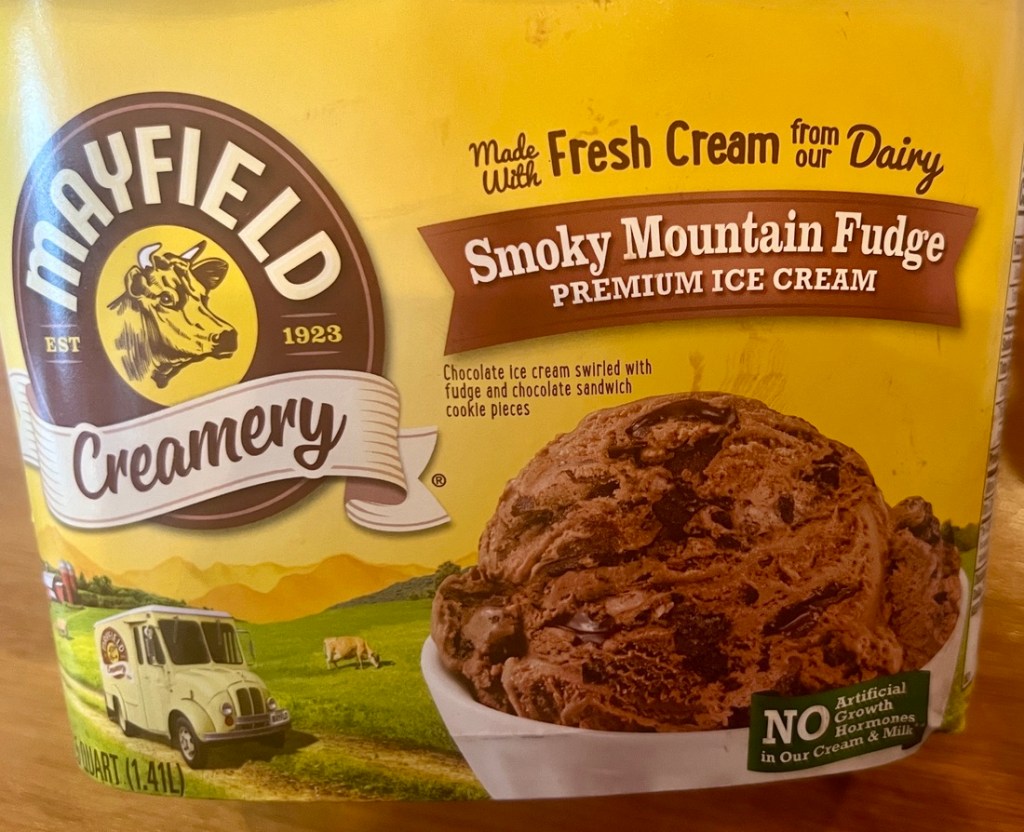 MAYFIELD
EST 1923
Creamery
®
Made With Fresh Cream from our Dairy
Smoky Mountain Fudge
PREMIUM ICE CREAM
Chocolate ice cream swirled with
fudge and chocolate sandwich
cookie pieces
MAYFIELD
Creamery
QUART (1.41L)
NO Artificial
Growth
Hormones
in Our Cream & Milk**